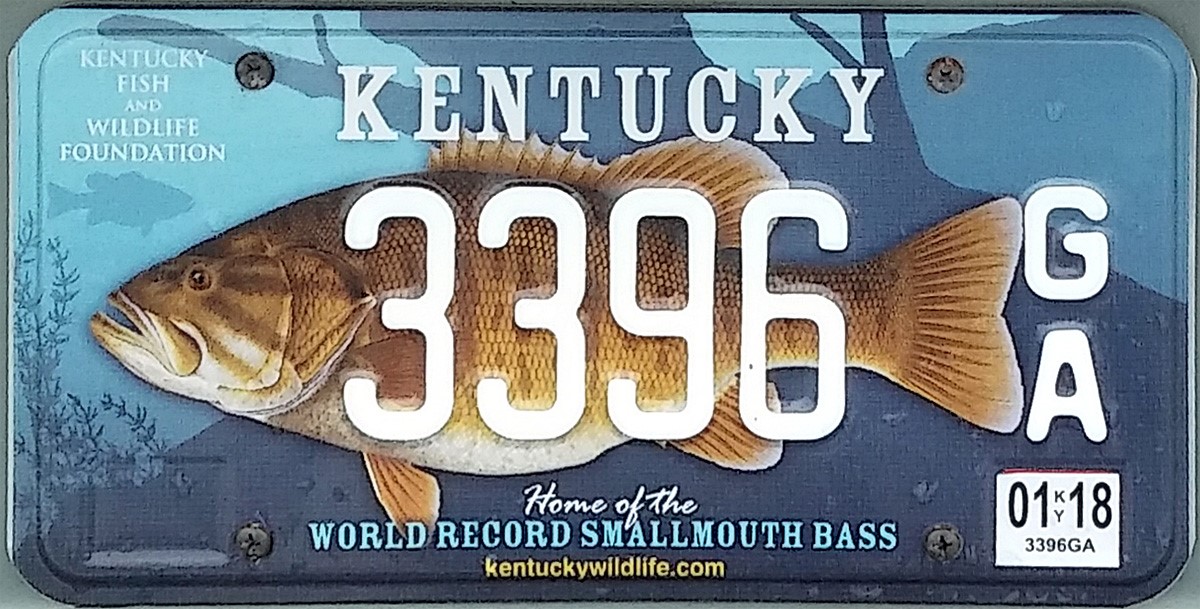 KENTUCKY
FISH
AND
WILDLIFE
FOUNDATION
KENTUCKY
3396
G
A
Home of the
WORLD RECORD SMALLMOUTH BASS
kentuckywildlife.com
01 KY 18
3396GA